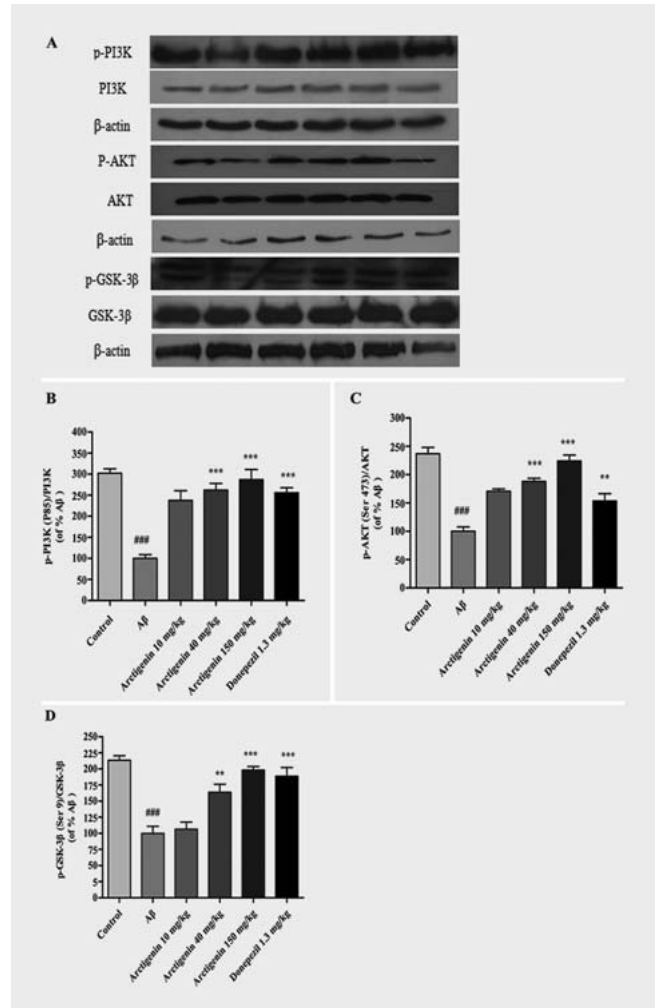 A
p-PI3K
PI3K
β-actin
P-AKT
AKT
β-actin
p-GSK-3β
GSK-3β
β-actin
B
p-PI3K (P85)/PI3K
(of % Aβ )
400
350
300
250
200
150
100
50
0
###
***
***
***
Control
Aβ
Arctigenin 10 mg/kg
Arctigenin 40 mg/kg
Arctigenin 150 mg/kg
Donepezil 1.3 mg/kg
C
p-AKT (Ser 473)/AKT
(of % Aβ )
300
250
200
150
100
50
0
###
***
***
**
Control
Aβ
Arctigenin 10 mg/kg
Arctigenin 40 mg/kg
Arctigenin 150 mg/kg
Donepezil 1.3 mg/kg
D
p-GSK-3β (Ser 9)/GSK-3β
(of % Aβ )
250
225
200
175
150
125
100
75
50
25
5
0
###
**
***
***
Control
Aβ
Arctigenin 10 mg/kg
Arctigenin 40 mg/kg
Arctigenin 150 mg/kg
Donepezil 1.3 mg/kg